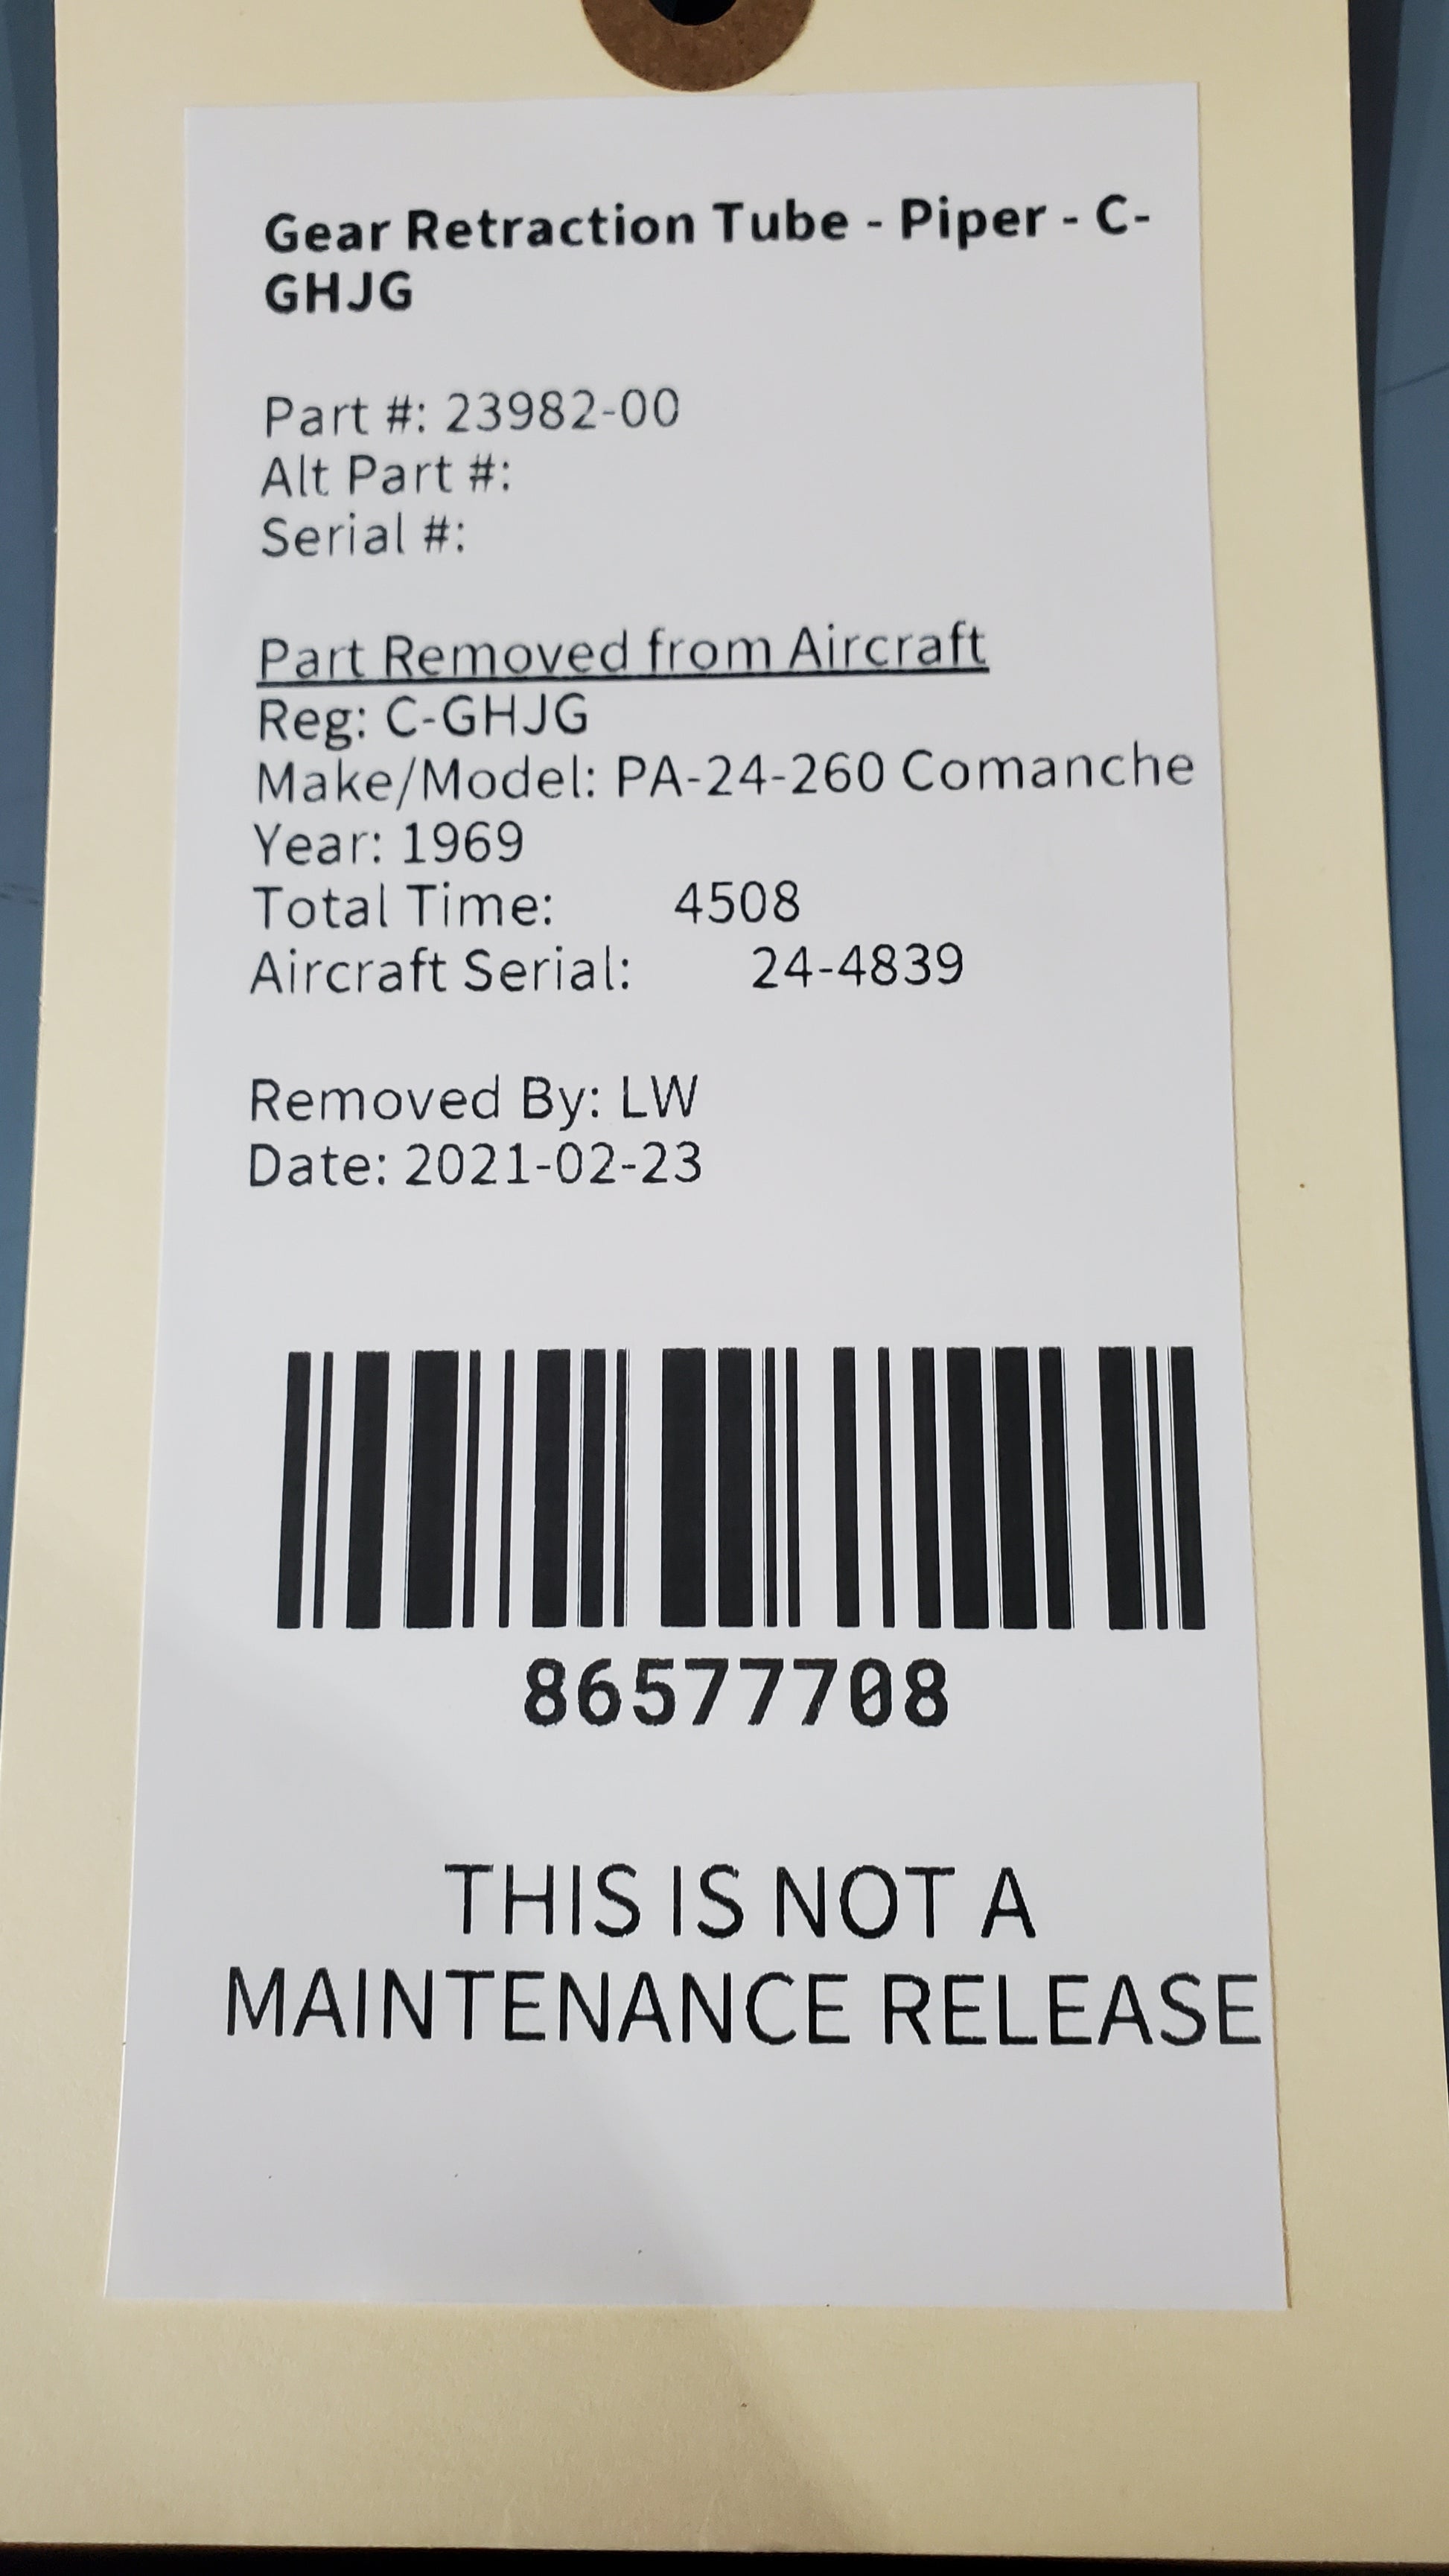 Gear Retraction Tube - Piper - C-
GHJG
Part #: 23982-00
Alt Part #:
Serial #:
Part Removed from Aircraft
Reg: C-GHJG
Make/Model: PA-24-260 Comanche
Year: 1969
Total Time: 4508
Aircraft Serial: 24-4839
Removed By: LW
Date: 2021-02-23
86577708
THIS IS NOT A
MAINTENANCE RELEASE